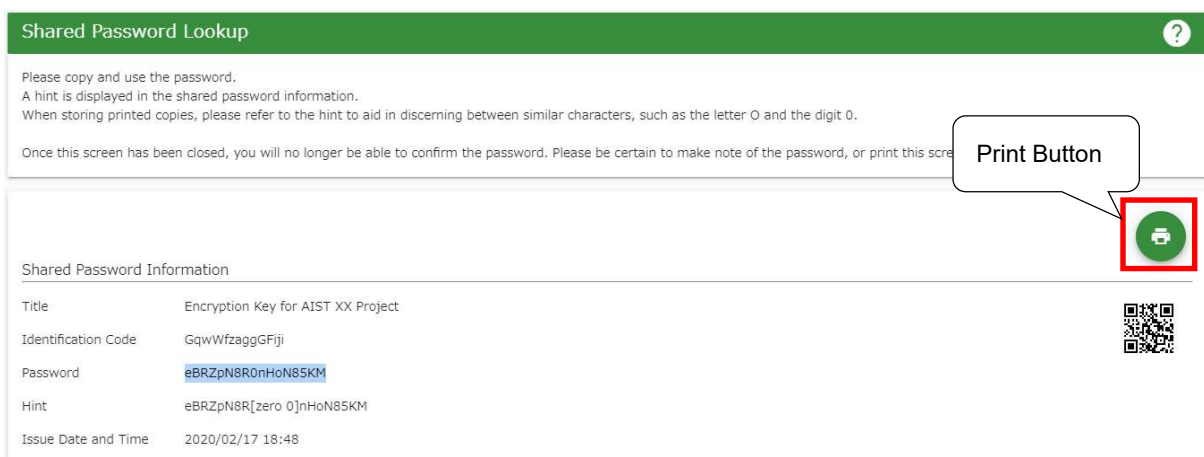 Shared Password Lookup
?
Please copy and use the password.
A hint is displayed in the shared password information.
When storing printed copies, please refer to the hint to aid in discerning between similar characters, such as the letter O and the digit 0.
Once this screen has been closed, you will no longer be able to confirm the password. Please be certain to make note of the password, or print this scre
Print Button
Shared Password Information
Title Encryption Key for AIST XX Project
Identification Code GqwWfzaggGFiji
Password eBRZpN8R0nHoN85KM
Hint eBRZpN8R[zero 0]nHoN85KM
Issue Date and Time 2020/02/17 18:48